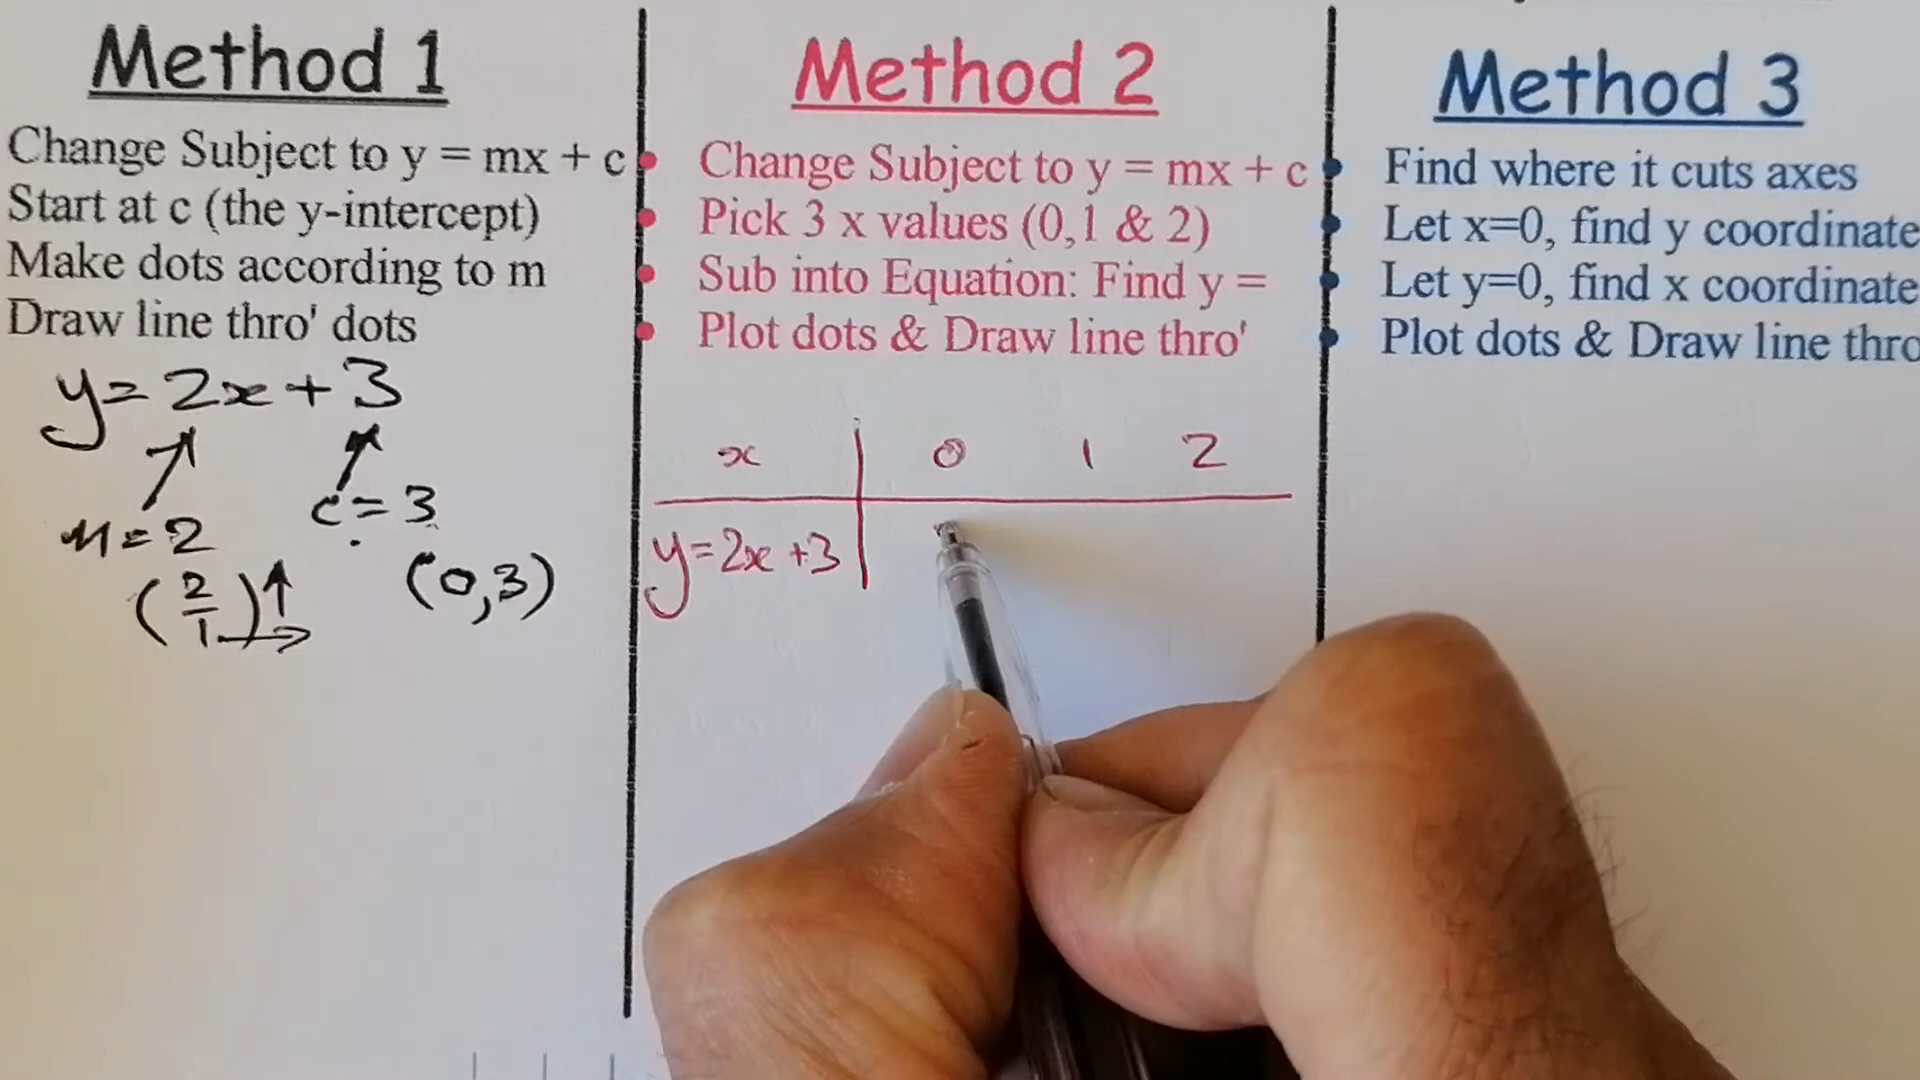 Method 1
Change Subject to y = mx + c
Start at c (the y-intercept)
Make dots according to m
Draw line thro' dots
y = 2x + 3
m = 2
c = 3
(2/1)
(0,3)
Method 2
• Change Subject to y = mx + c
• Pick 3 x values (0,1 & 2)
• Sub into Equation: Find y =
• Plot dots & Draw line thro'
x 0 1 2
y = 2x + 3
Method 3
• Find where it cuts axes
• Let x=0, find y coordinate
• Let y=0, find x coordinate
• Plot dots & Draw line thro